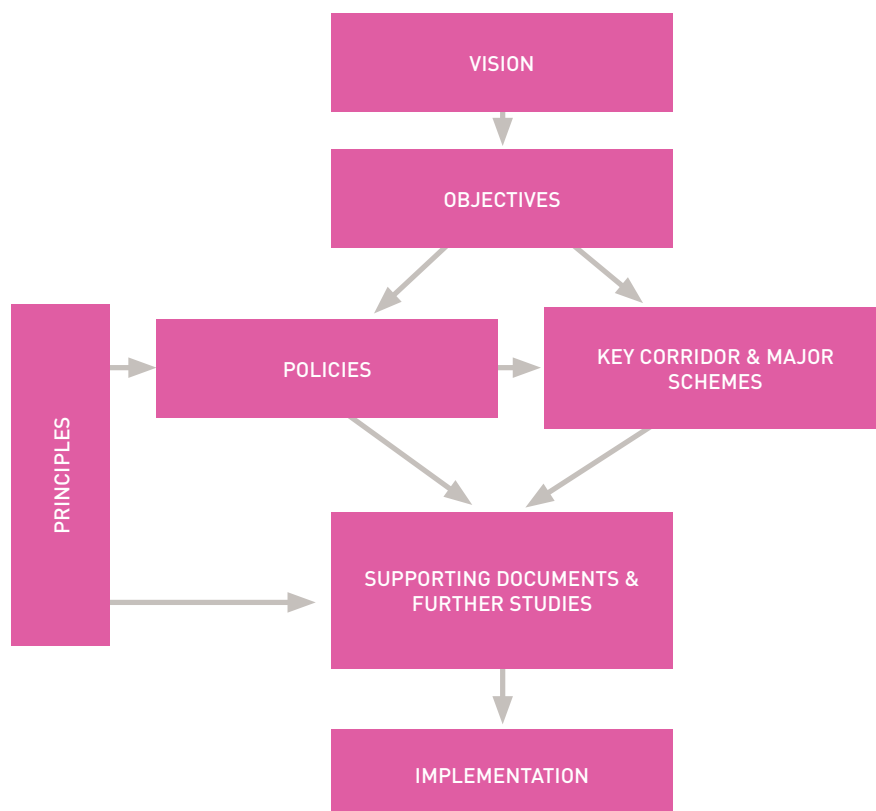 VISION
OBJECTIVES
POLICIES
KEY CORRIDOR & MAJOR
SCHEMES
PRINCIPLES
SUPPORTING DOCUMENTS &
FURTHER STUDIES
IMPLEMENTATION